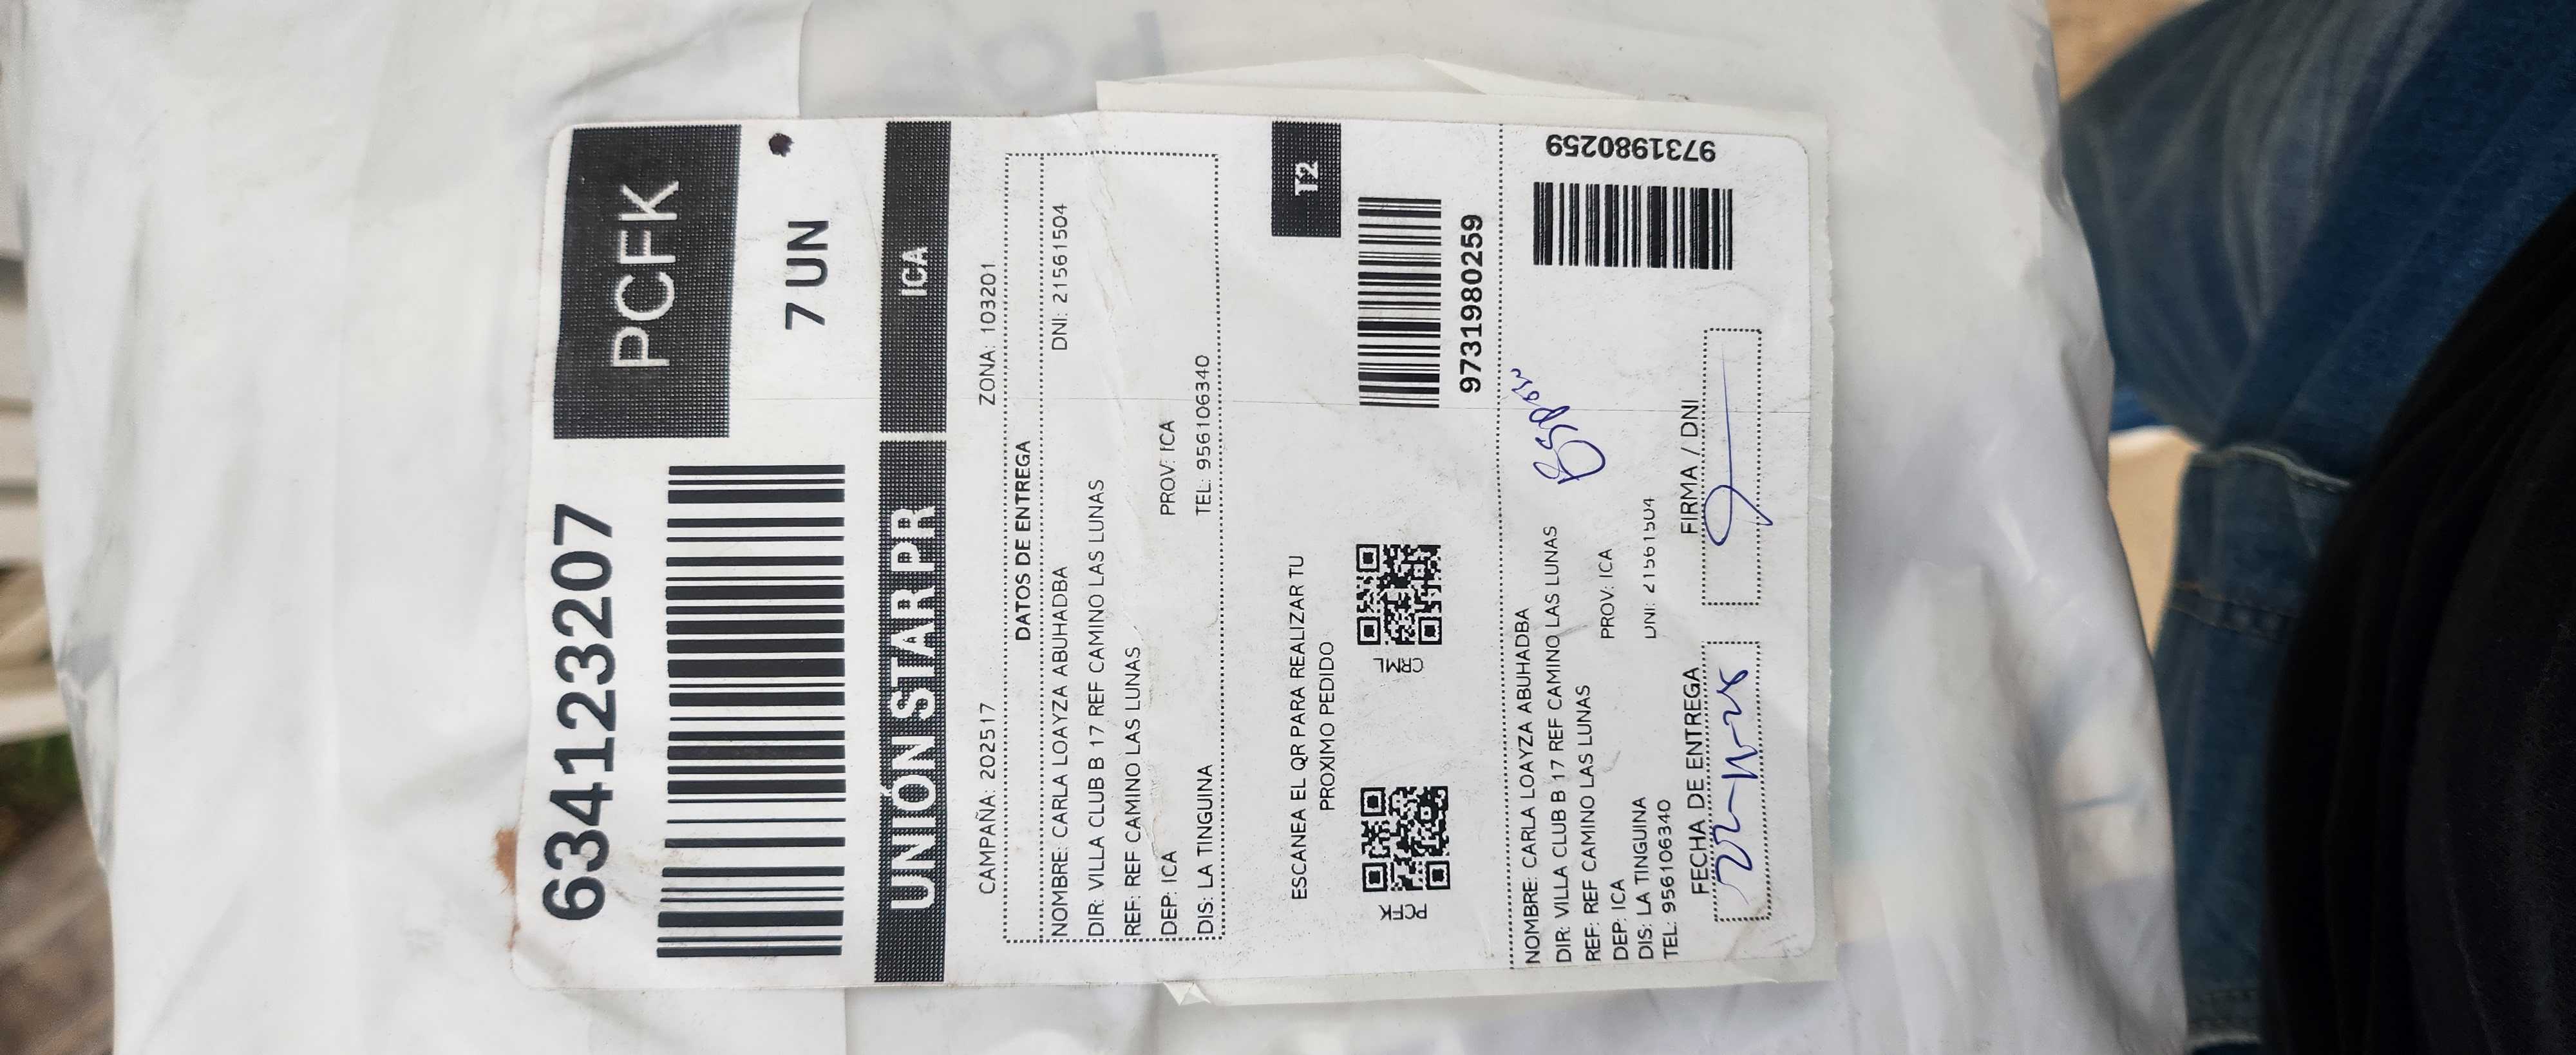 6341233207
PCFK
7 UN
UNIÓN STAR PR
ICA
CAMPAÑA: 202517
ZONA: 103201
DATOS DE ENTREGA
NOMBRE: CARLA LOAYZA ABUHADBA
DNI: 21561504
DIR: VILLA CLUB B 17 REF CAMINO LAS LUNAS
REF: REF CAMINO LAS LUNAS
DEP: ICA
PROV: ICA
DIS: LA TINGUINA
TEL: 956106340
ESCANEA EL QR PARA REALIZAR TU
PROXIMO PEDIDO
T2
PCFK
CRML
9731980259
NOMBRE: CARLA LOAYZA ABUHADBA
DIR: VILLA CLUB B 17 REF CAMINO LAS LUNAS
REF: REF CAMINO LAS LUNAS
DEP: ICA
PROV: ICA
DIS: LA TINGUINA
TEL: 956106340
DNI: 21561504
Esposo
9731980259
FECHA DE ENTREGA
FIRMA / DNI